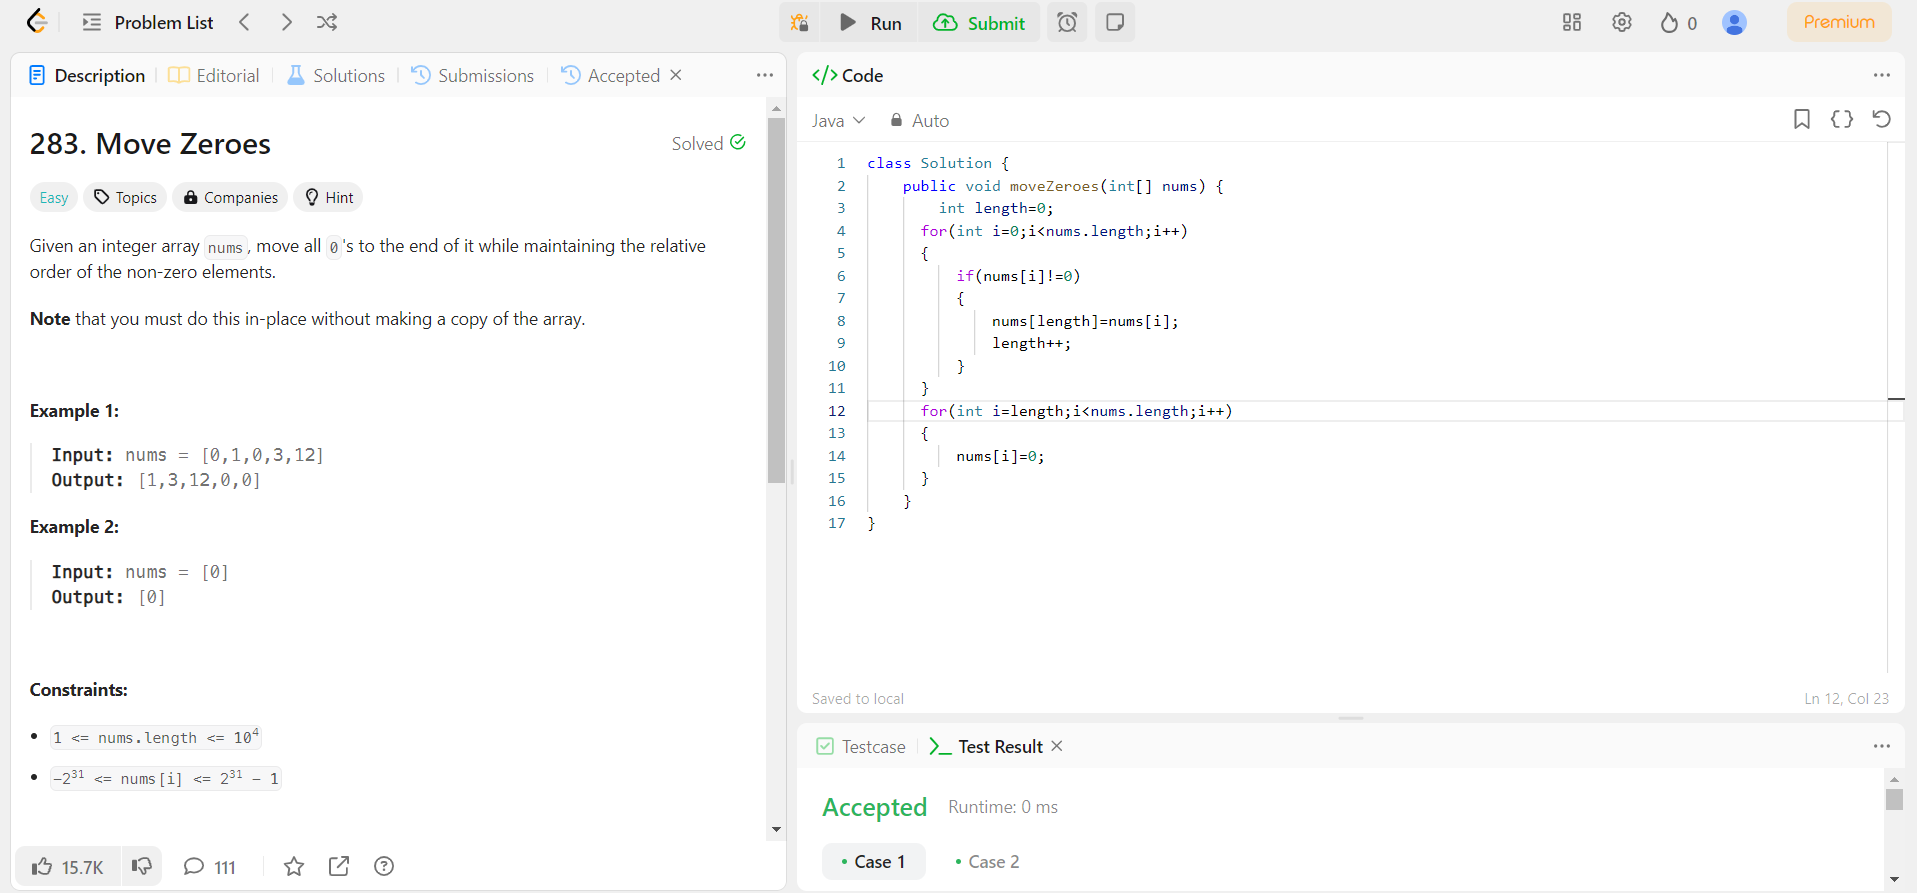 Problem List
Run
Submit
0
Premium
Description
Editorial
Solutions
Submissions
Accepted
283. Move Zeroes
Solved
Easy
Topics
Companies
Hint
Given an integer array nums, move all 0's to the end of it while maintaining the relative
order of the non-zero elements.
Note that you must do this in-place without making a copy of the array.
Example 1:
Input: nums = [0,1,0,3,12]
Output: [1,3,12,0,0]
Example 2:
Input: nums = [0]
Output: [0]
Constraints:
• 1 <= nums.length <= 10⁴
• -2³¹ <= nums[i] <= 2³¹ - 1
15.7K
111
</> Code
Java
Auto
1 class Solution {
2     public void moveZeroes(int[] nums) {
3         int length=0;
4       for(int i=0;i<nums.length;i++)
5       {
6           if(nums[i]!=0)
7           {
8               nums[length]=nums[i];
9               length++;
10           }
11       }
12       for(int i=length;i<nums.length;i++)
13       {
14           nums[i]=0;
15       }
16     }
17 }
Saved to local
Ln 12, Col 23
Testcase
>_ Test Result
Accepted
Runtime: 0 ms
• Case 1
• Case 2